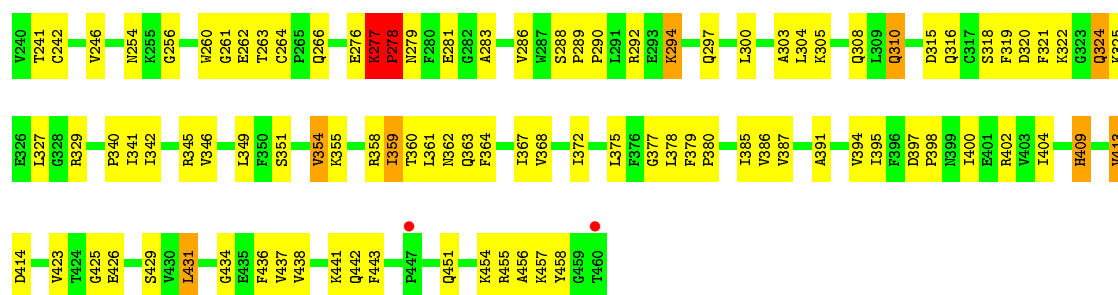 V240 T241 C242 V246 N254 K255 G256 W260 G261 E262 T263 C264 P265 Q266 E276 K277 P278 N279 F280 E281 G282 A283 V286 W287 S288 P289 P290 L291 R292 E293 K294 Q297 L300 A303 L304 K305 Q308 L309 Q310 D315 Q316 C317 S318 F319 D320 F321 K322 G323 Q324 K325
E326 L327 G328 R329 P340 I341 I342 R345 V346 L349 F350 S351 V354 K355 R358 I359 T360 L361 N362 Q363 F364 I367 V368 I372 L375 F376 G377 L378 F379 P380 I385 V386 V387 A391 V394 I395 F396 D397 P398 N399 I400 E401 R402 V403 I404 H409 V413
D414 V423 T424 G425 E426 S429 V430 L431 G434 E435 F436 V437 V438 K441 Q442 F443 P447 Q451 K454 R455 A456 K457 Y458 G459 T460